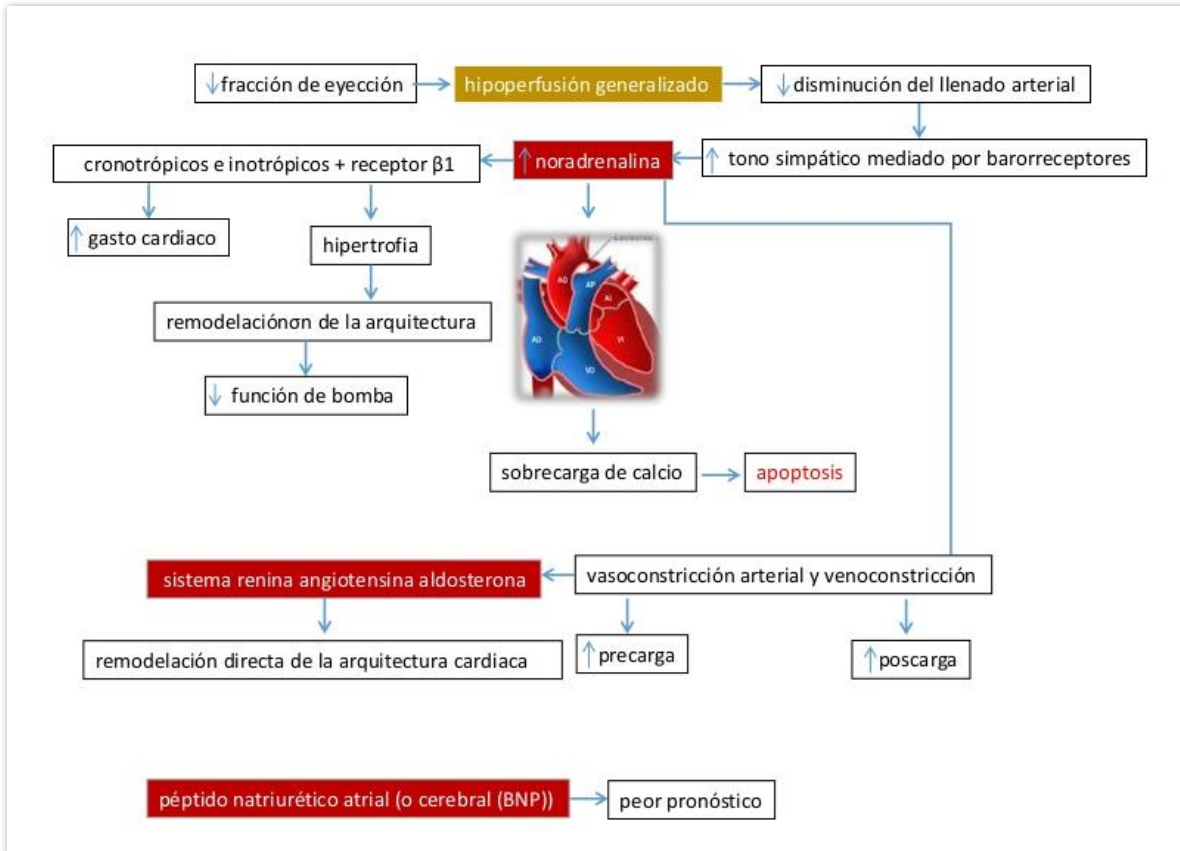 ↓fracción de eyección
hipoperfusión generalizado
↓disminución del llenado arterial
cronotrópicos e inotrópicos + receptor β1
↑noradrenalina
↑ tono simpático mediado por barorreceptores
↑gasto cardiaco
hipertrofia
AO
AP
AI
AD
VI
VD
remodelaciónσn de la arquitectura
↓ función de bomba
sobrecarga de calcio
apoptosis
sistema renina angiotensina aldosterona
vasoconstricción arterial y venoconstricción
remodelación directa de la arquitectura cardiaca
↑precarga
↑poscarga
péptido natriurético atrial (o cerebral (BNP))
peor pronóstico